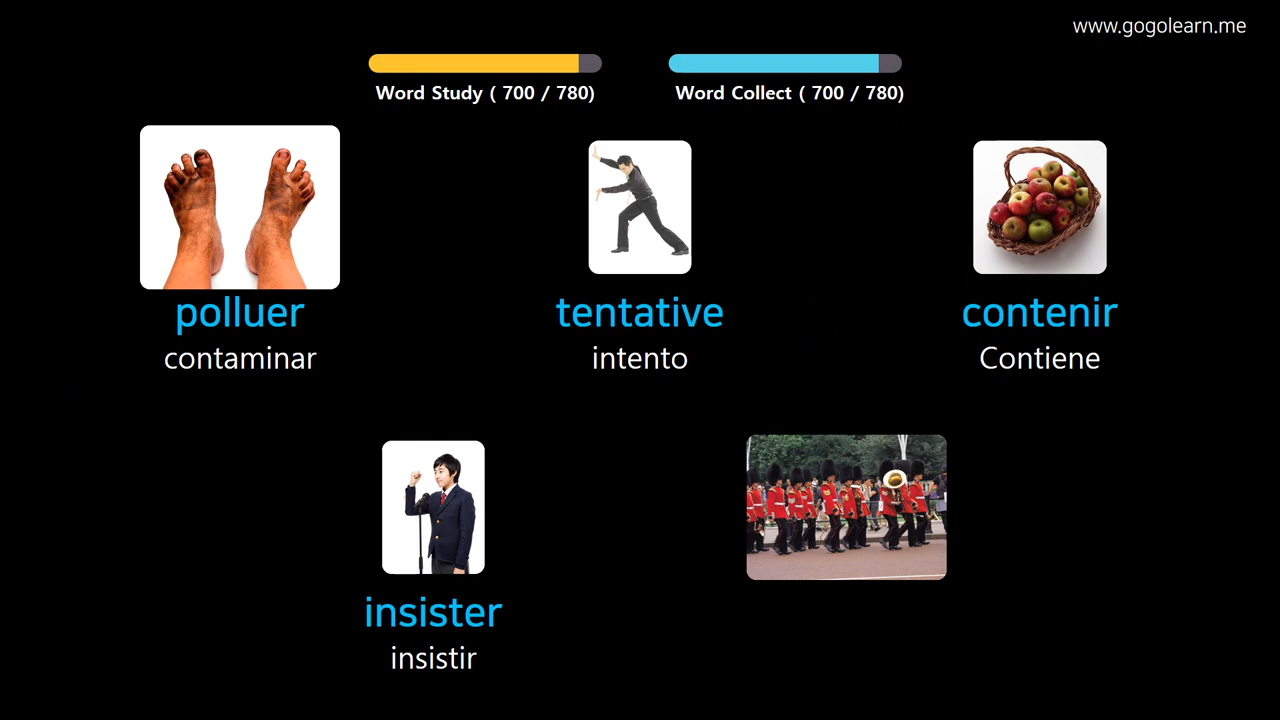 www.gogolearn.me
Word Study ( 700 / 780)
Word Collect ( 700 / 780)
polluer
contaminar
tentative
intento
contenir
Contiene
insister
insistir